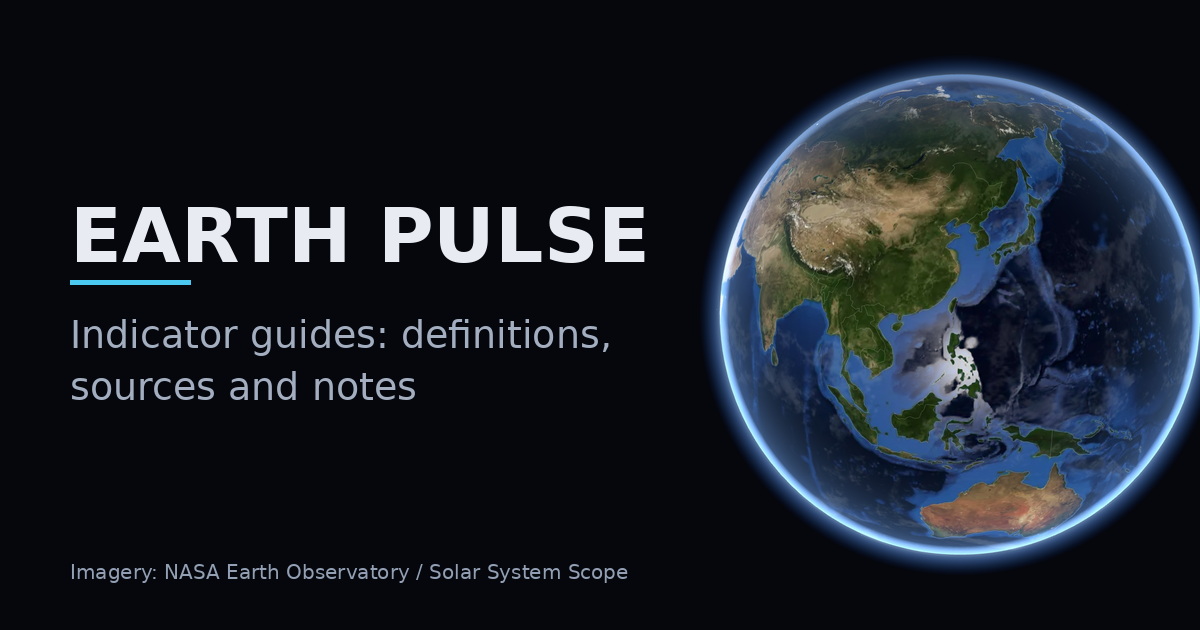 EARTH PULSE
Indicator guides: definitions,
sources and notes
Imagery: NASA Earth Observatory / Solar System Scope